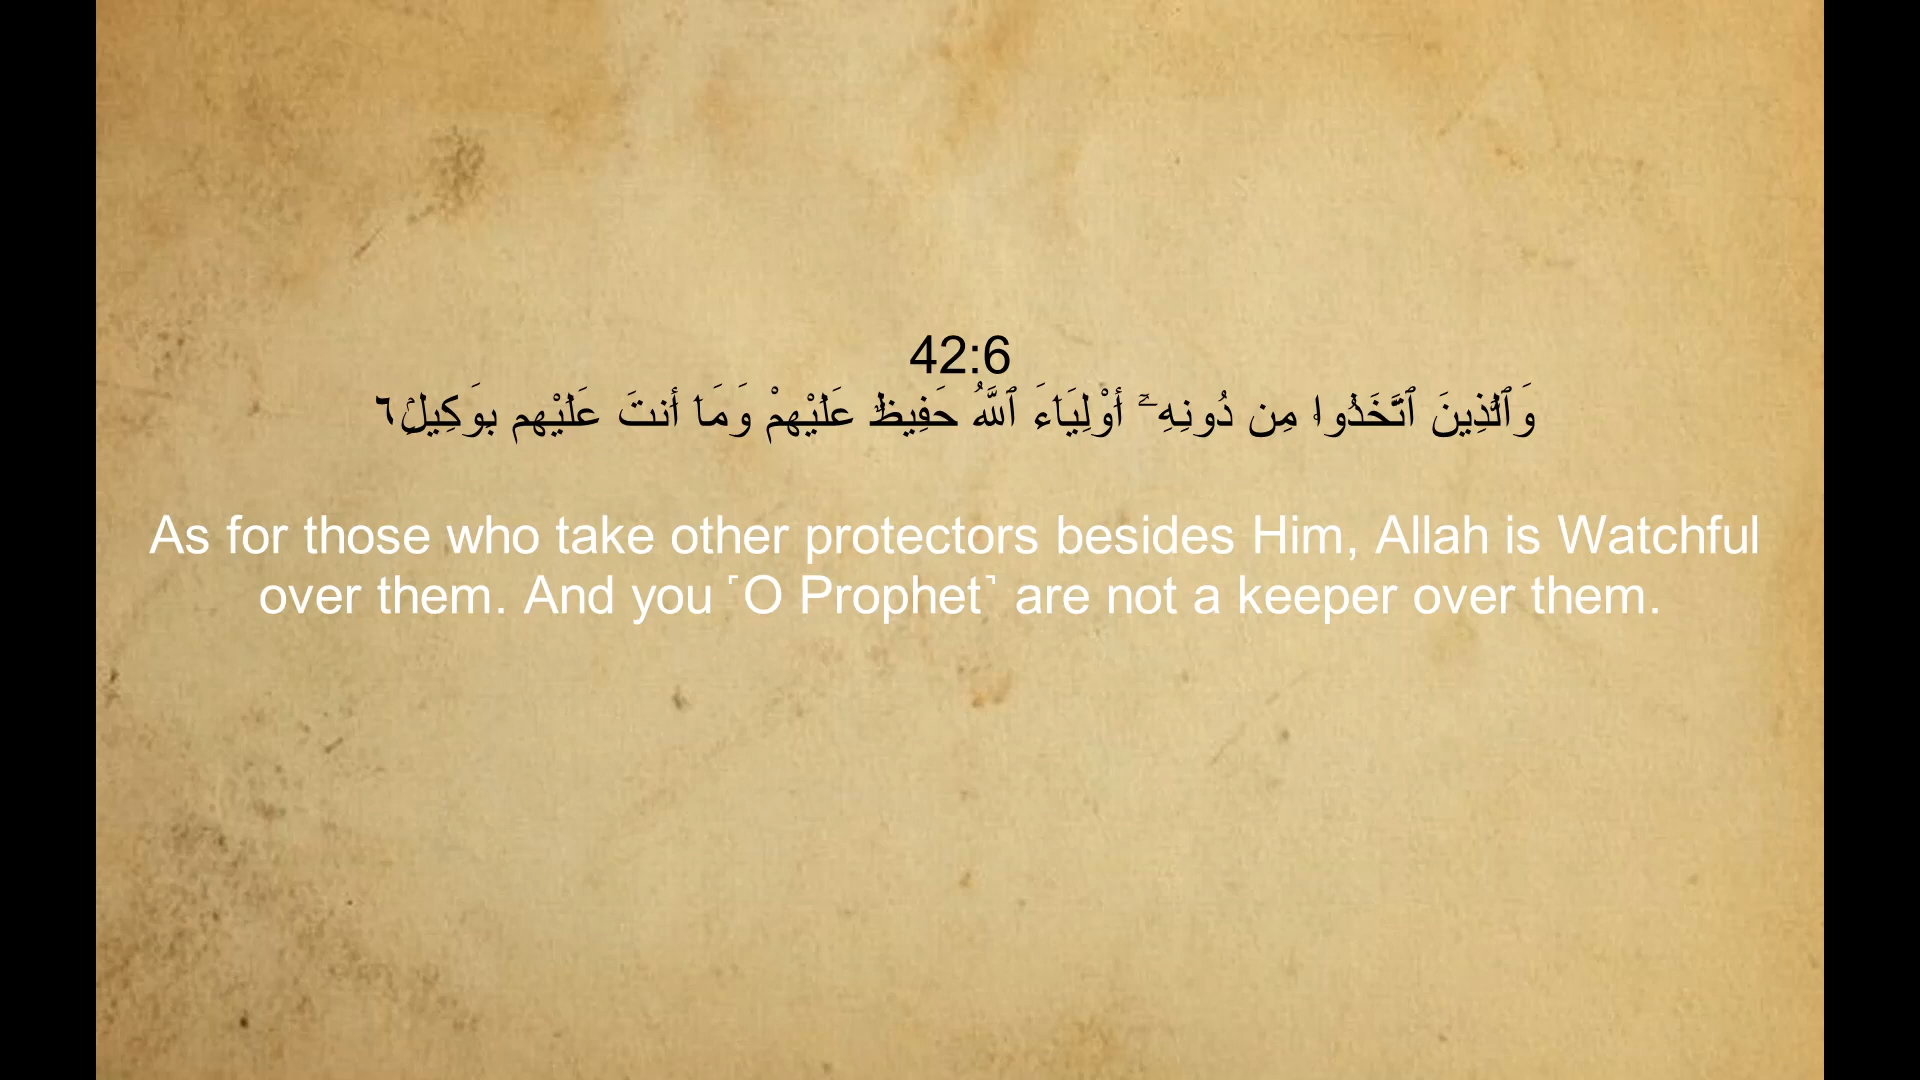 42:6
وَٱلَّذِينَ ٱتَّخَذُوا۟ مِن دُونِهِۦٓ أَوْلِيَآءَ ٱللَّهُ حَفِيظٌ عَلَيْهِمْ وَمَآ أَنتَ عَلَيْهِم بِوَكِيلٍۢ ٦
As for those who take other protectors besides Him, Allah is Watchful
over them. And you ˹O Prophet˺ are not a keeper over them.